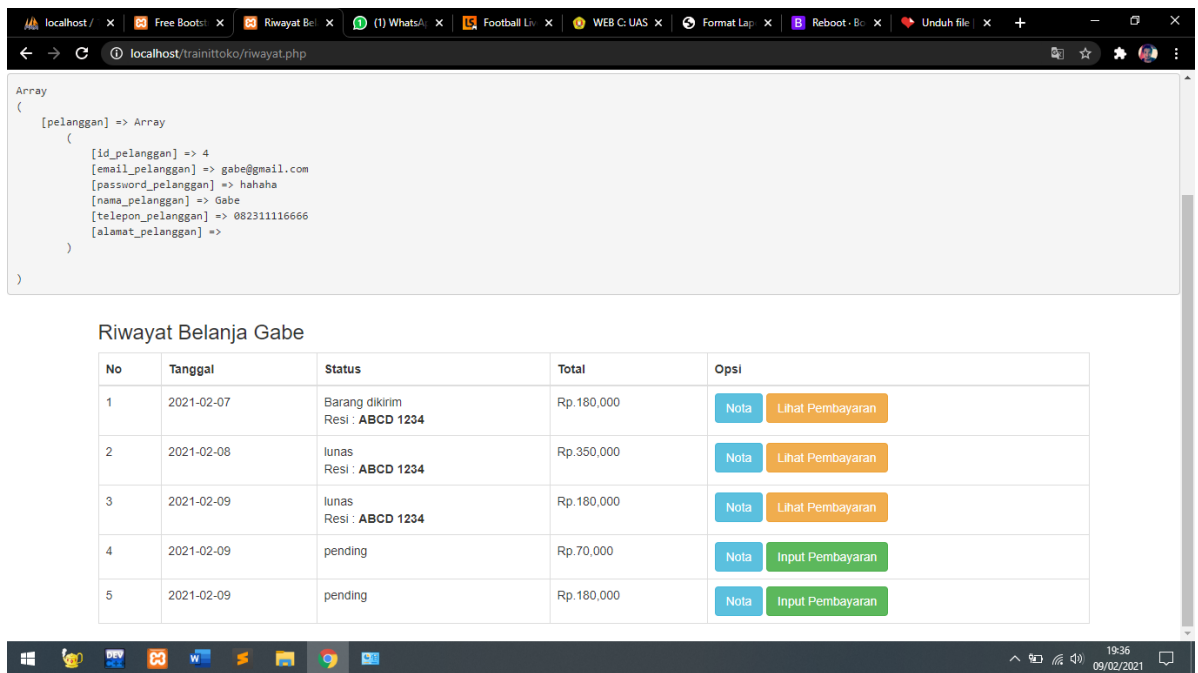 localhost /
Free Bootst
Riwayat Bel
(1) WhatsA
Football Liv
WEB C: UAS
Format Lap
B Reboot · Bo
Unduh file |
localhost/trainittoko/riwayat.php
Array
(
[pelanggan] => Array
(
[id_pelanggan] => 4
[email_pelanggan] => gabe@gmail.com
[password_pelanggan] => hahaha
[nama_pelanggan] => Gabe
[telepon_pelanggan] => 082311116666
[alamat_pelanggan] =>
)
)
Riwayat Belanja Gabe
No Tanggal Status Total Opsi
1 2021-02-07 Barang dikirim Rp.180,000 Nota Lihat Pembayaran
Resi : ABCD 1234
2 2021-02-08 lunas Rp.350,000 Nota Lihat Pembayaran
Resi : ABCD 1234
3 2021-02-09 lunas Rp.180,000 Nota Lihat Pembayaran
Resi : ABCD 1234
4 2021-02-09 pending Rp.70,000 Nota Input Pembayaran
5 2021-02-09 pending Rp.180,000 Nota Input Pembayaran
DEV
W
19:36
09/02/2021